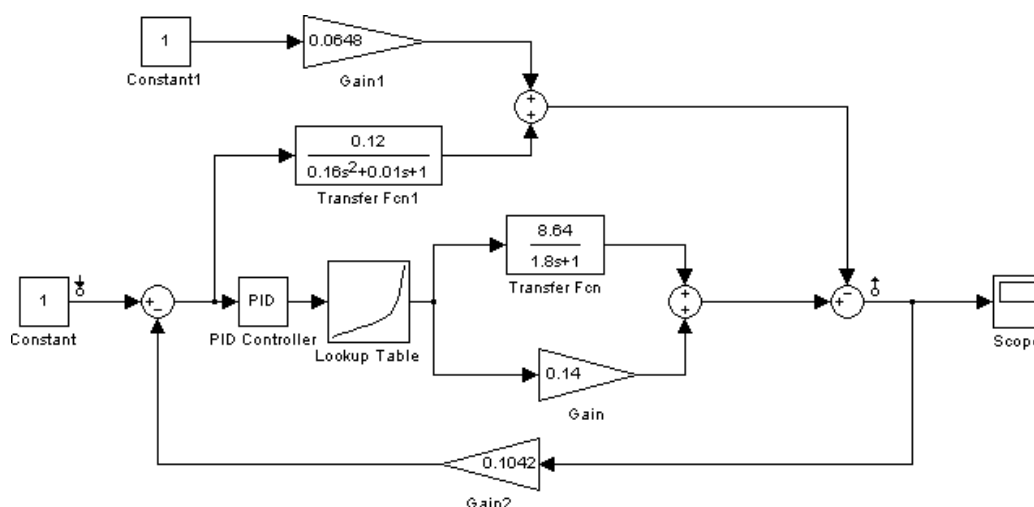 1
0.0648
Constant1
Gain1
+
+
0.12
0.16s2+0.01s+1
Transfer Fcn1
8.64
1.8s+1
Transfer Fcn
1
+
−
PID
+
+
+
−
Constant
PID Controller
Lookup Table
Scope
0.14
Gain
0.1042
Gain2